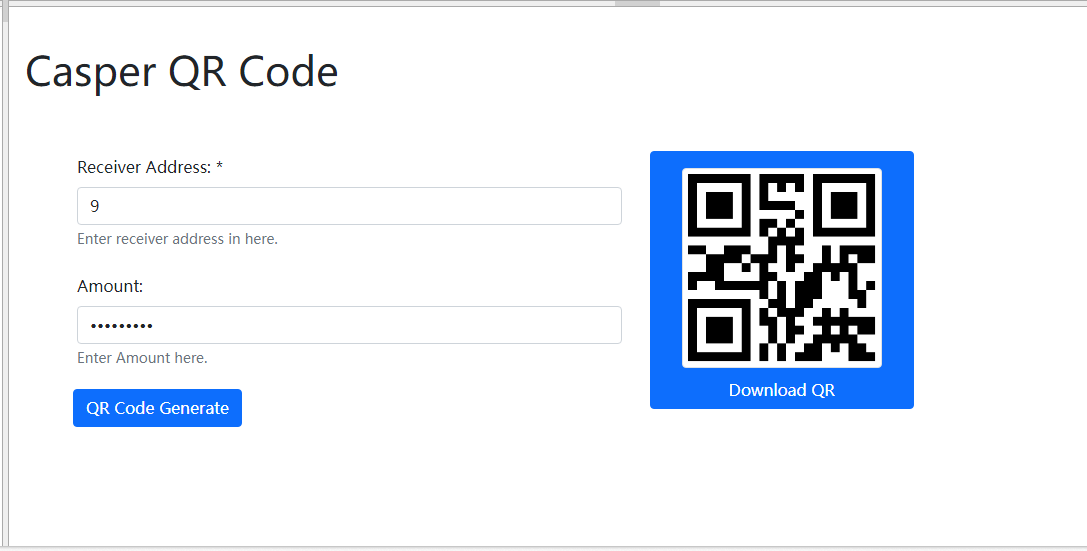 Casper QR Code
Receiver Address: *
9
Enter receiver address in here.
Amount:
•••••••••
Enter Amount here.
QR Code Generate
Download QR